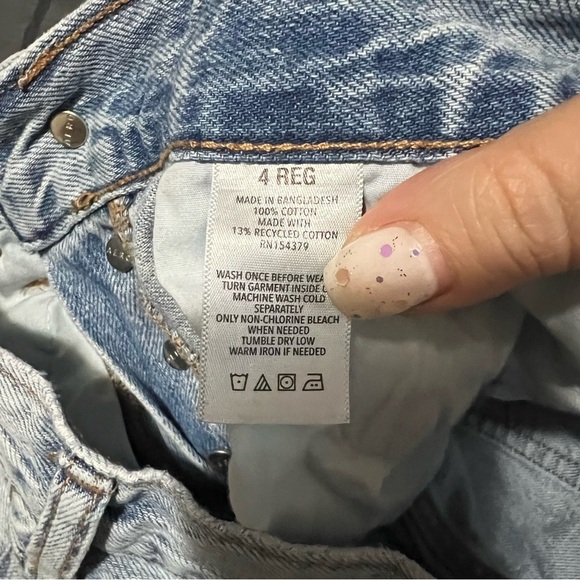 4 REG
MADE IN BANGLADESH
100% COTTON
MADE WITH
13% RECYCLED COTTON
RN154379
WASH ONCE BEFORE WEA
TURN GARMENT INSIDE
MACHINE WASH COLD
SEPARATELY
ONLY NON-CHLORINE BLEACH
WHEN NEEDED
TUMBLE DRY LOW
WARM IRON IF NEEDED